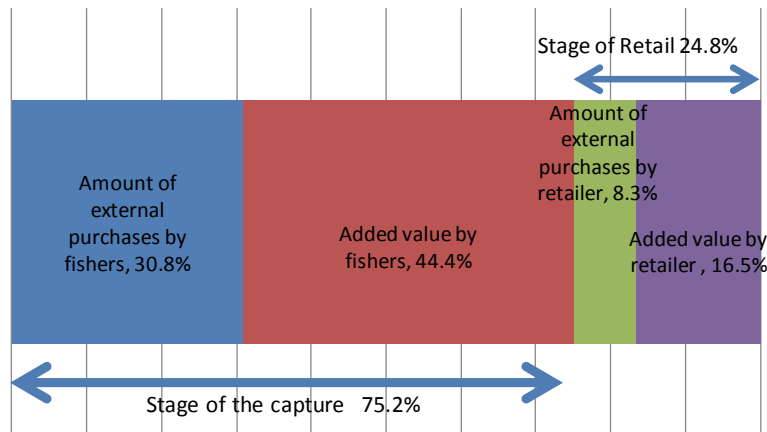 Stage of Retail 24.8%
Amount of
external
purchases by
fishers, 30.8%
Added value by
fishers, 44.4%
Amount of
external
purchases by
retailer, 8.3%
Added value by
retailer , 16.5%
Stage of the capture 75.2%